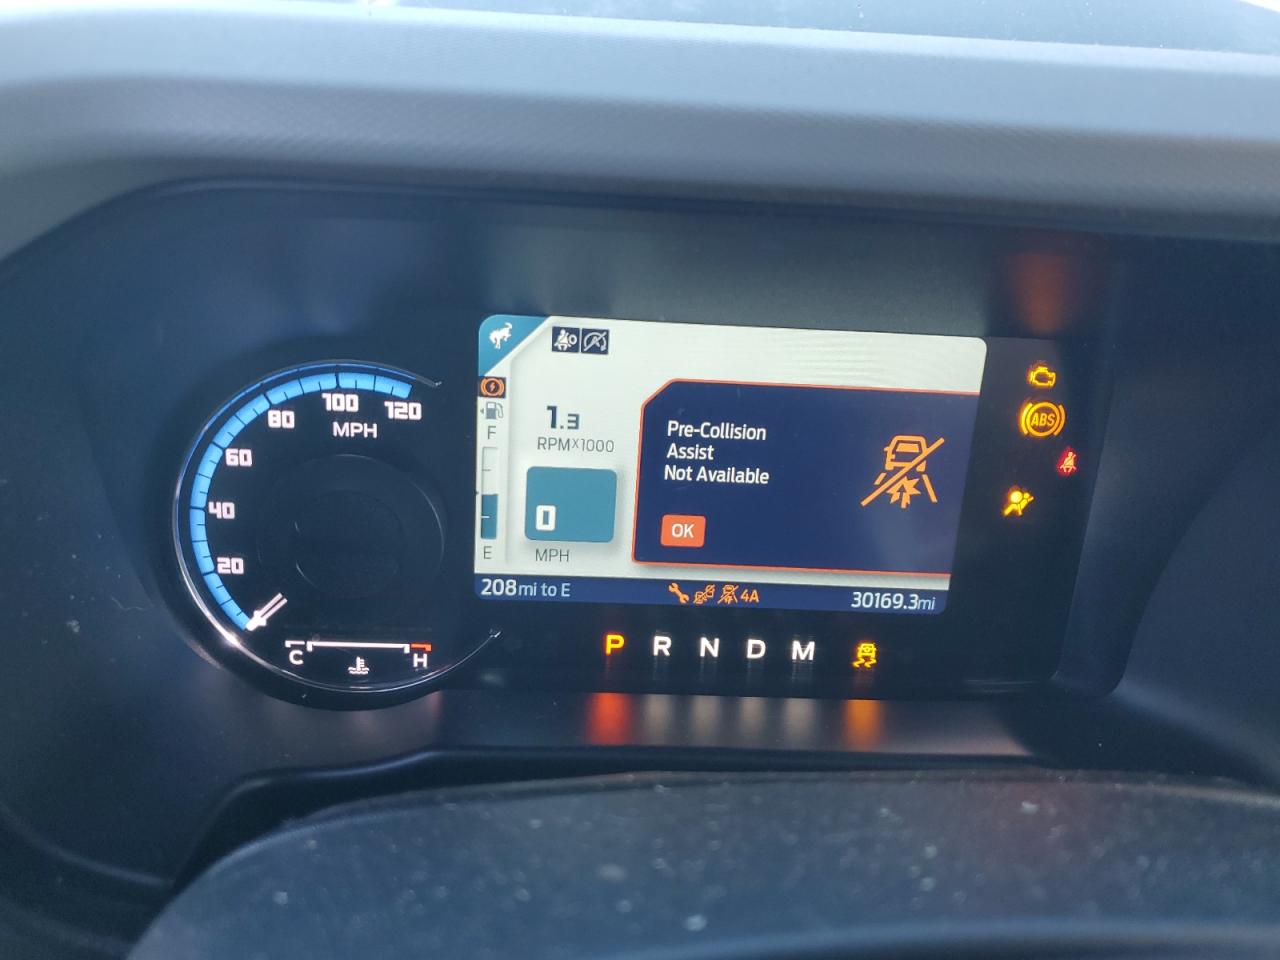 120
100
80
MPH
60
40
20
C
H
F
E
1.3
RPMX1000
0
MPH
Pre-Collision
Assist
Not Available
OK
208mi to E
4A
30169.3mi
P R N D M
ABS